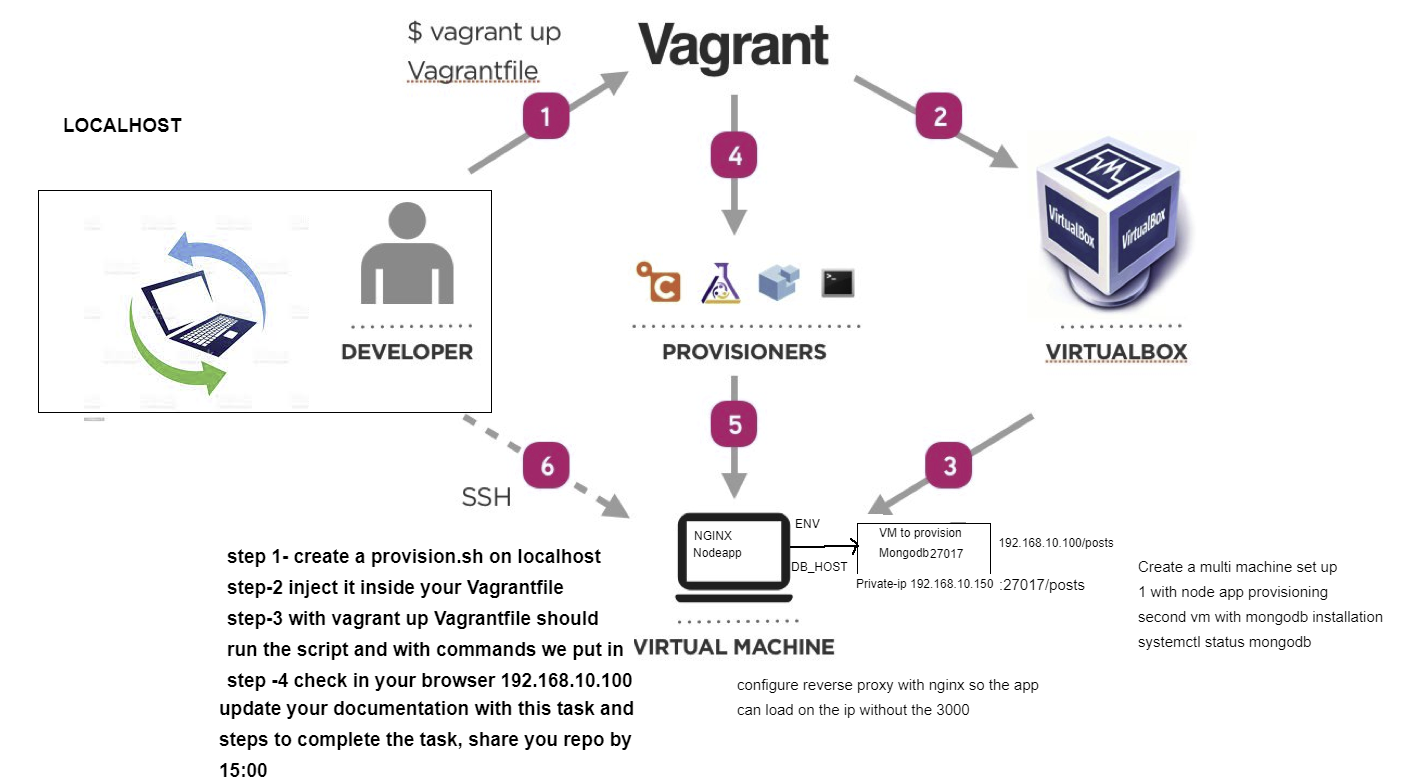 $ vagrant up
Vagrantfile
Vagrant
LOCALHOST
1
2
4
VirtualBox
VirtualBox
DEVELOPER
PROVISIONERS
VIRTUALBOX
5
6
3
SSH
NGINX
Nodeapp
ENV
DB_HOST
VM to provision
Mongodb27017
Private-ip 192.168.10.150
192.168.10.100/posts
:27017/posts
VIRTUAL MACHINE
step 1- create a provision.sh on localhost
step-2 inject it inside your Vagrantfile
step-3 with vagrant up Vagrantfile should
run the script and with commands we put in
step -4 check in your browser 192.168.10.100
update your documentation with this task and
steps to complete the task, share you repo by
15:00
Create a multi machine set up
1 with node app provisioning
second vm with mongodb installation
systemctl status mongodb
configure reverse proxy with nginx so the app
can load on the ip without the 3000